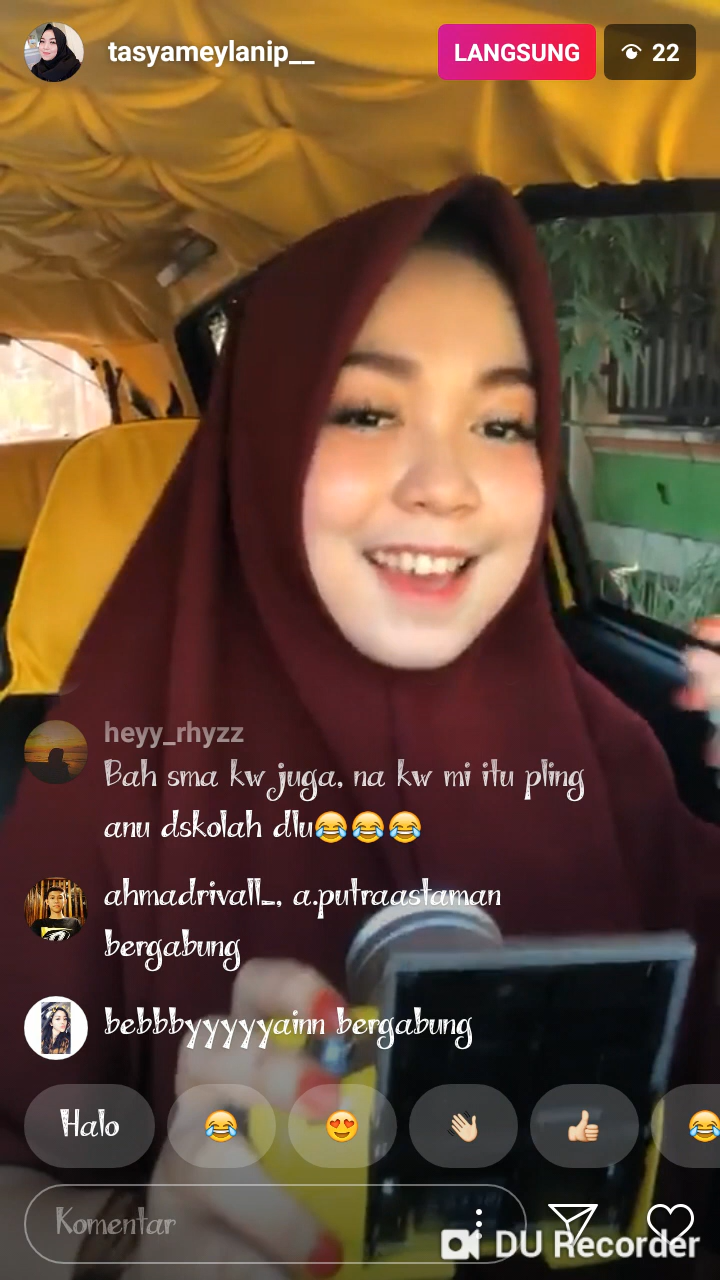 tasyameylanip__
LANGSUNG
22
heyy_rhyzz
Bah sma kw juga, na kw mi itu pling
anu dskolah dlu😂😂😂
ahmadrivall_, a.putraastaman
bergabung
bebbbyyyyyainn bergabung
Halo
Komentar
DU Recorder